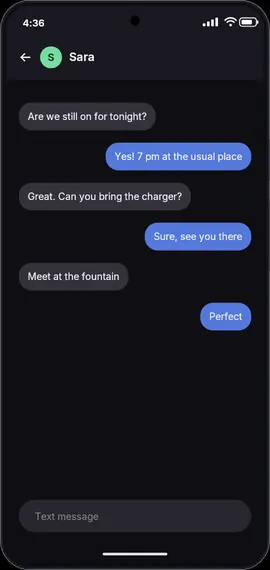 4:36
S Sara
Are we still on for tonight?
Yes! 7 pm at the usual place
Great. Can you bring the charger?
Sure, see you there
Meet at the fountain
Perfect
Text message